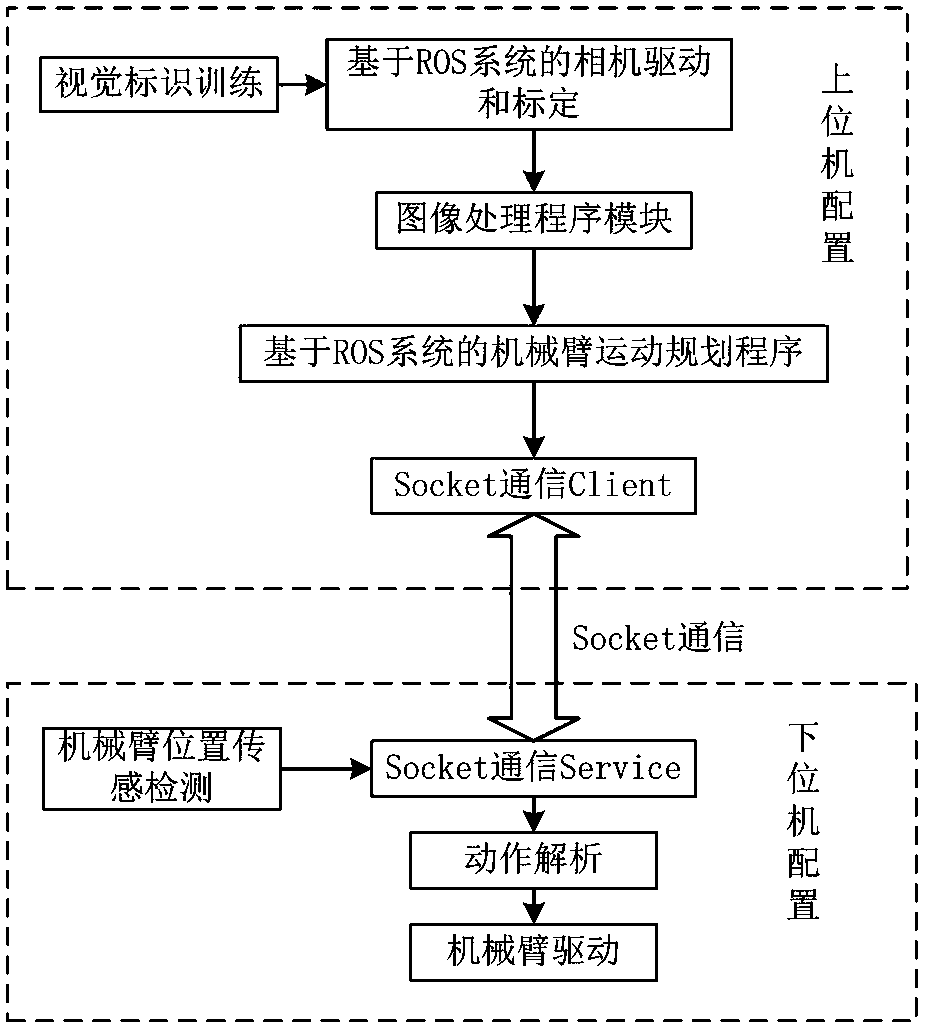 视觉标识训练
基于ROS系统的相机驱动
和标定
上位机配置
图像处理程序模块
基于ROS系统的机械臂运动规划程序
Socket通信Client
Socket通信
下位机配置
机械臂位置传
感检测
Socket通信Service
动作解析
机械臂驱动